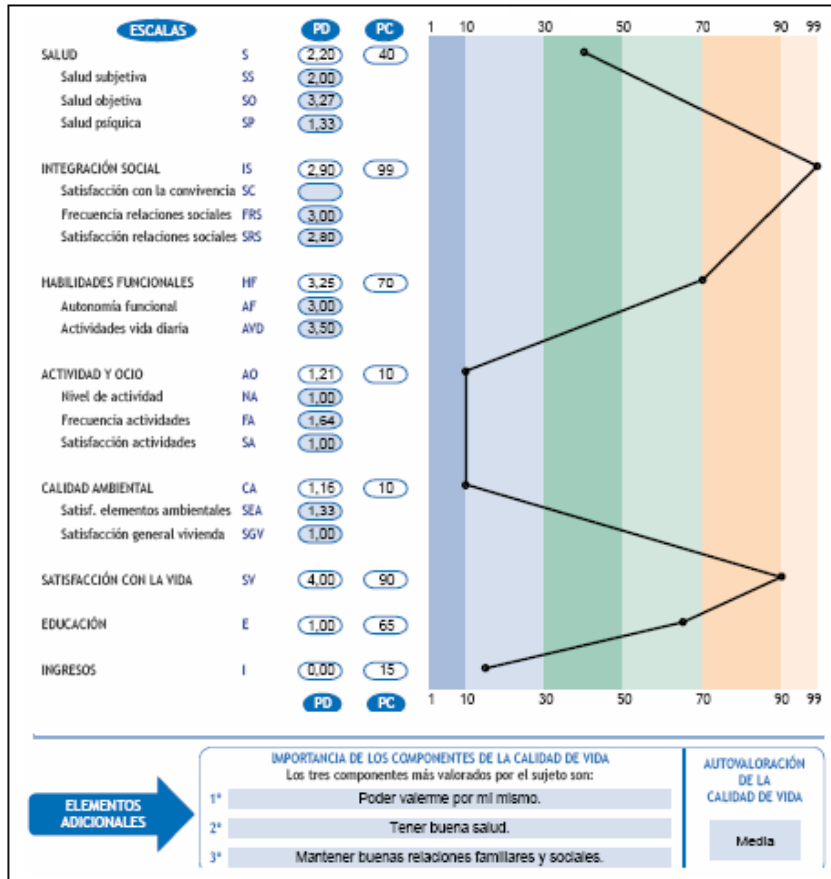 ESCALAS PD PC 1 10 30 50 70 90 99
SALUD S 2,20 40
Salud subjetiva SS 2,00
Salud objetiva SO 3,27
Salud psíquica SP 1,33
INTEGRACIÓN SOCIAL IS 2,90 99
Satisfacción con la convivencia SC
Frecuencia relaciones sociales FRS 3,00
Satisfacción relaciones sociales SRS 2,80
HABILIDADES FUNCIONALES HF 3,25 70
Autonomía funcional AF 3,00
Actividades vida diaria AVD 3,50
ACTIVIDAD Y OCIO AO 1,21 10
Nivel de actividad NA 1,00
Frecuencia actividades FA 1,64
Satisfacción actividades SA 1,00
CALIDAD AMBIENTAL CA 1,16 10
Satisf. elementos ambientales SEA 1,33
Satisfacción general vivienda SGV 1,00
SATISFACCIÓN CON LA VIDA SV 4,00 90
EDUCACIÓN E 1,00 65
INGRESOS I 0,00 15
PD PC 1 10 30 50 70 90 99
ELEMENTOS
ADICIONALES
IMPORTANCIA DE LOS COMPONENTES DE LA CALIDAD DE VIDA
Los tres componentes más valorados por el sujeto son:
1º Poder valerme por mi mismo.
2º Tener buena salud.
3º Mantener buenas relaciones familiares y sociales.
AUTOVALORACIÓN
DE LA
CALIDAD DE VIDA
Media